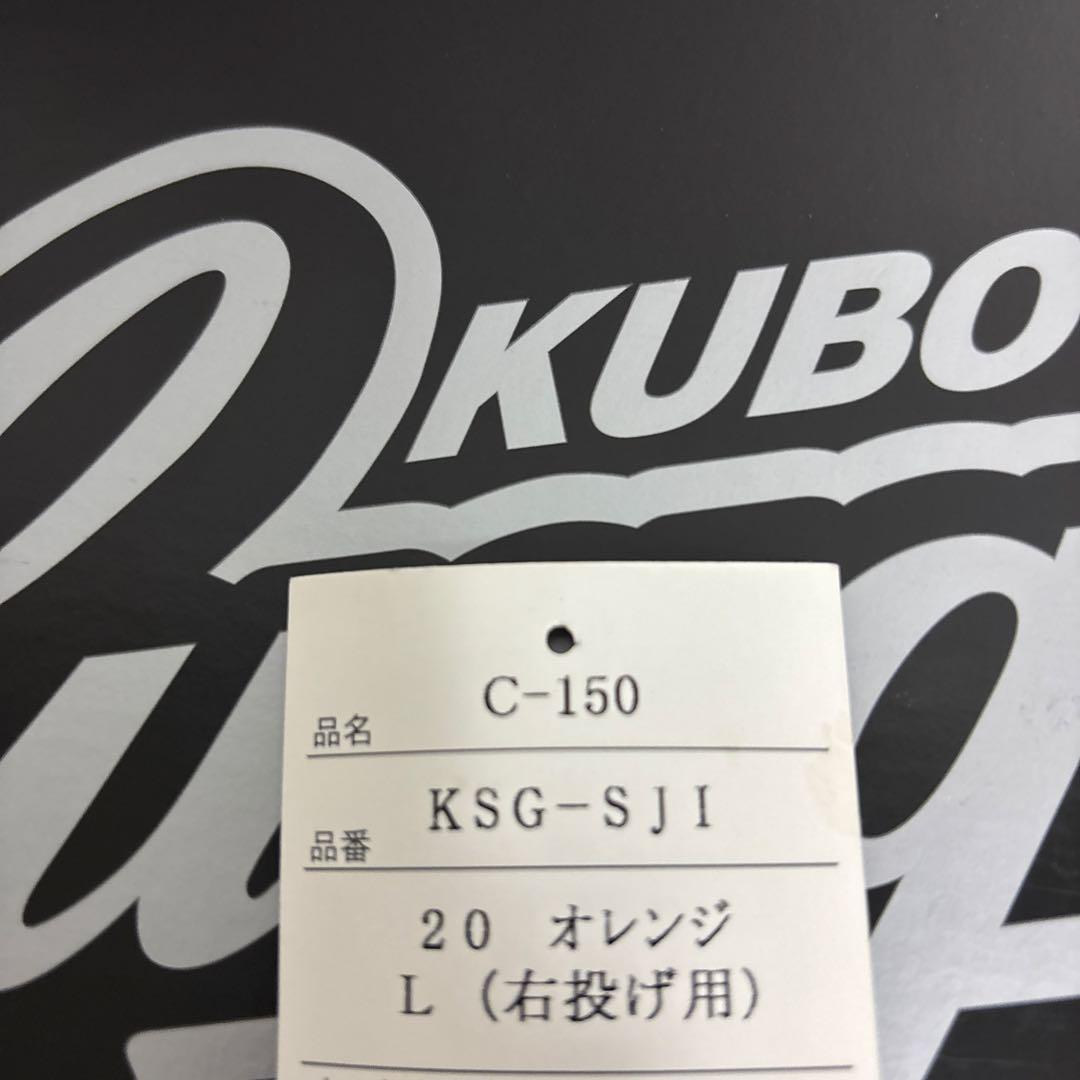 KUBO
C-150
品名
KSG-SJI
品番
20 オレンジ
L (右投げ用)